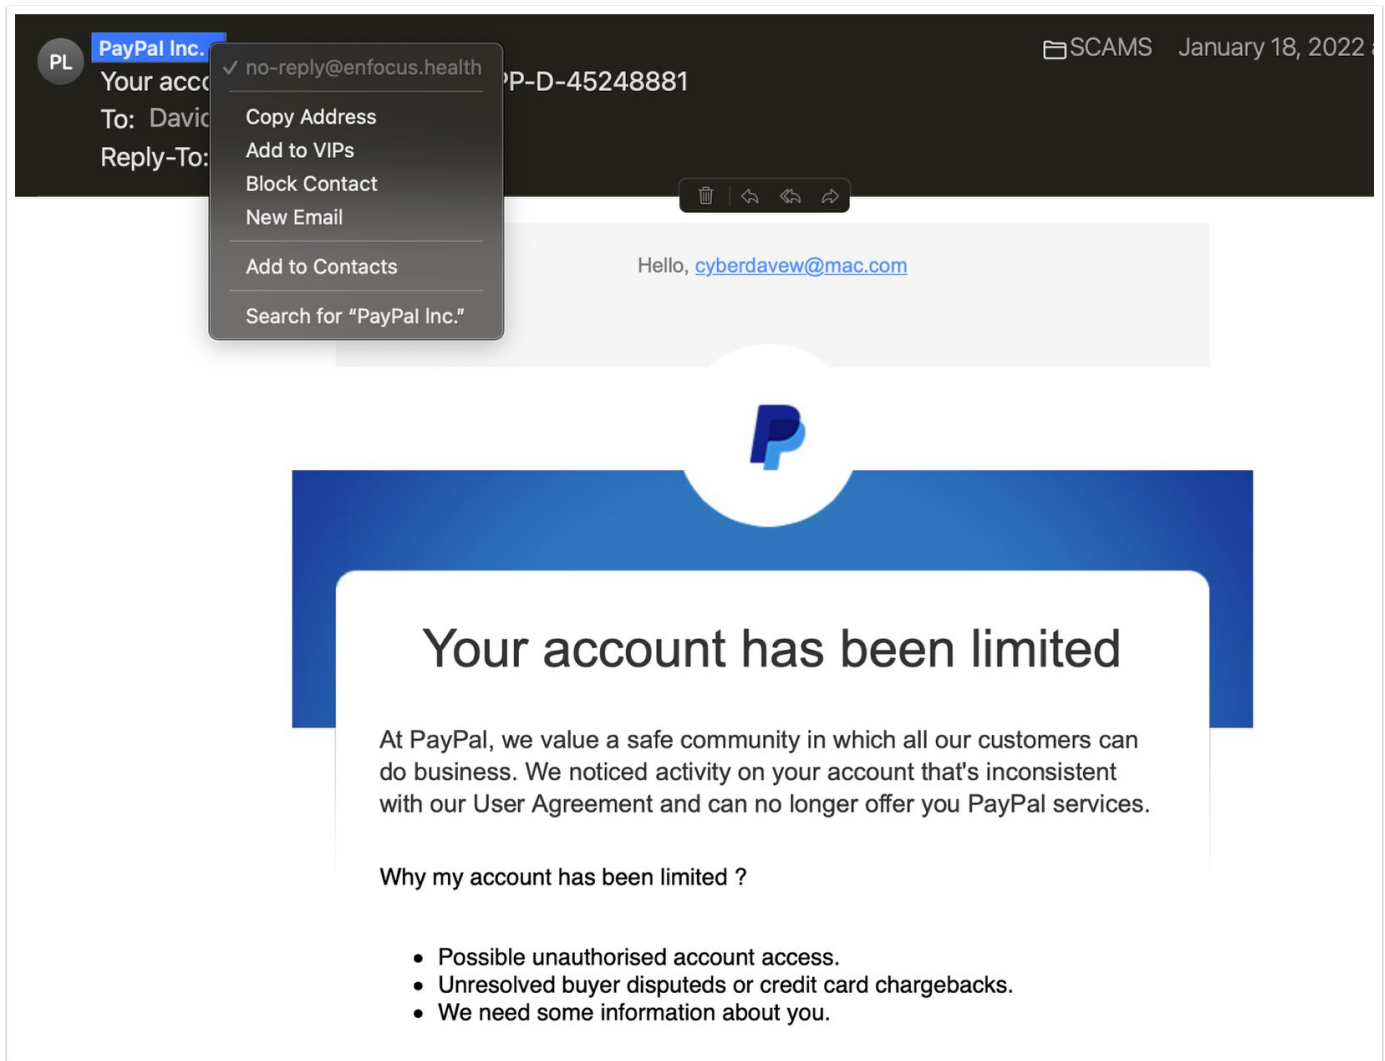 PL
PayPal Inc.
SCAMS January 18, 2022
Your PP-D-45248881
To:
Reply-To:
✓ no-reply@enfocus.health
Copy Address
Add to VIPs
Block Contact
New Email
Add to Contacts
Search for “PayPal Inc.”
Hello, cyberdavew@mac.com
Your account has been limited
At PayPal, we value a safe community in which all our customers can
do business. We noticed activity on your account that's inconsistent
with our User Agreement and can no longer offer you PayPal services.
Why my account has been limited ?
• Possible unauthorised account access.
• Unresolved buyer disputeds or credit card chargebacks.
• We need some information about you.